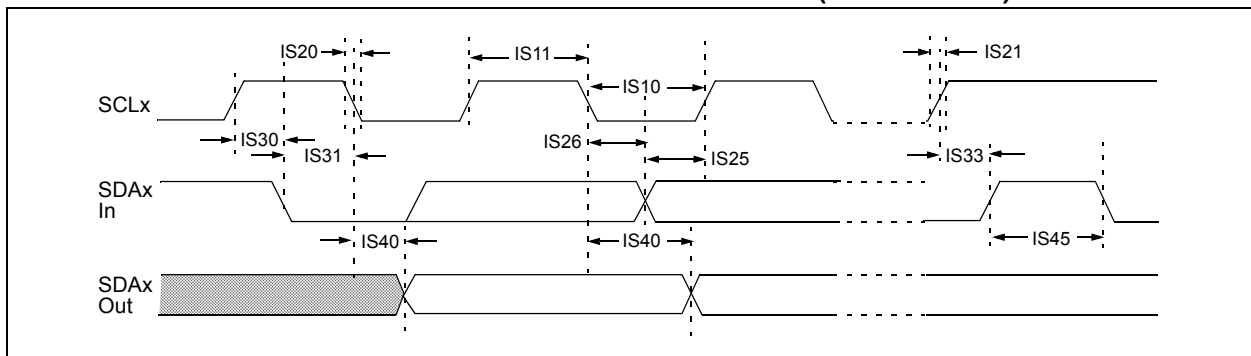 IS20
IS11
IS21
IS10
SCLx
IS30
IS26
IS31
IS25
IS33
SDAx
In
IS40
IS40
IS45
SDAx
Out